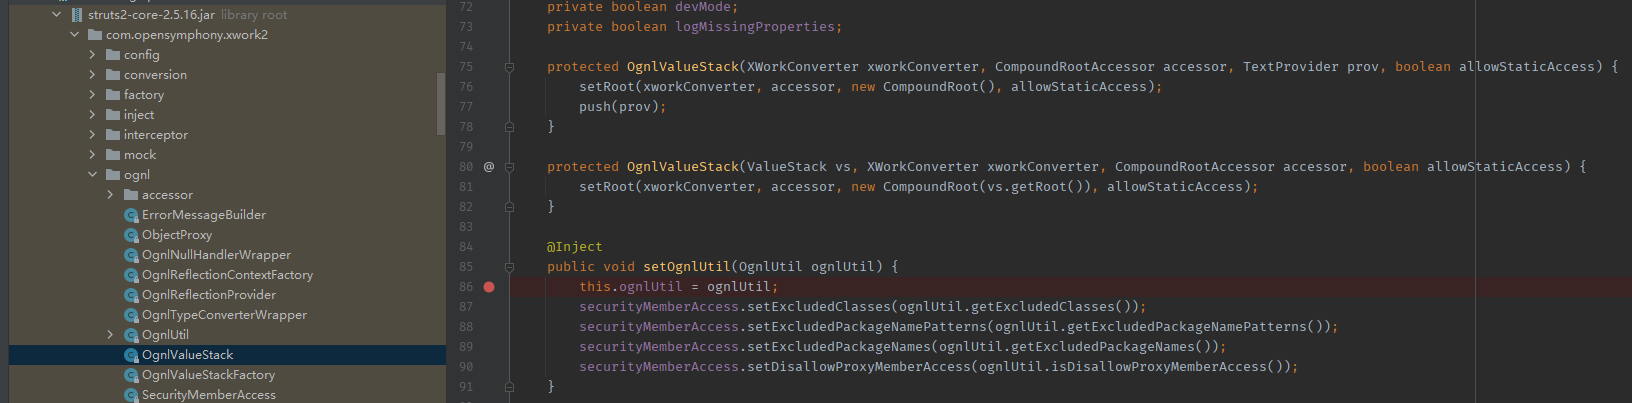 struts2-core-2.5.16.jar library root
com.opensymphony.xwork2
config
conversion
factory
inject
interceptor
mock
ognl
accessor
ErrorMessageBuilder
ObjectProxy
OgnlNullHandlerWrapper
OgnlReflectionContextFactory
OgnlReflectionProvider
OgnlTypeConverterWrapper
OgnlUtil
OgnlValueStack
OgnlValueStackFactory
SecurityMemberAccess
72 private boolean devMode;
73 private boolean logMissingProperties;
74
75 protected OgnlValueStack(XWorkConverter xworkConverter, CompoundRootAccessor accessor, TextProvider prov, boolean allowStaticAccess) {
76 setRoot(xworkConverter, accessor, new CompoundRoot(), allowStaticAccess);
77 push(prov);
78 }
79
80 @ protected OgnlValueStack(ValueStack vs, XWorkConverter xworkConverter, CompoundRootAccessor accessor, boolean allowStaticAccess) {
81 setRoot(xworkConverter, accessor, new CompoundRoot(vs.getRoot()), allowStaticAccess);
82 }
83
84 @Inject
85 public void setOgnlUtil(OgnlUtil ognlUtil) {
86 this.ognlUtil = ognlUtil;
87 securityMemberAccess.setExcludedClasses(ognlUtil.getExcludedClasses());
88 securityMemberAccess.setExcludedPackageNamePatterns(ognlUtil.getExcludedPackageNamePatterns());
89 securityMemberAccess.setExcludedPackageNames(ognlUtil.getExcludedPackageNames());
90 securityMemberAccess.setDisallowProxyMemberAccess(ognlUtil.isDisallowProxyMemberAccess());
91 }